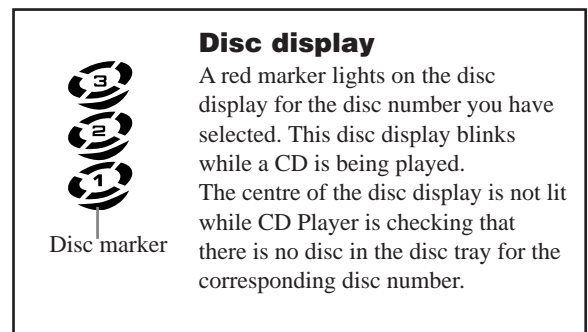 Disc display
3
2
1
Disc marker
A red marker lights on the disc
display for the disc number you have
selected. This disc display blinks
while a CD is being played.
The centre of the disc display is not lit
while CD Player is checking that
there is no disc in the disc tray for the
corresponding disc number.